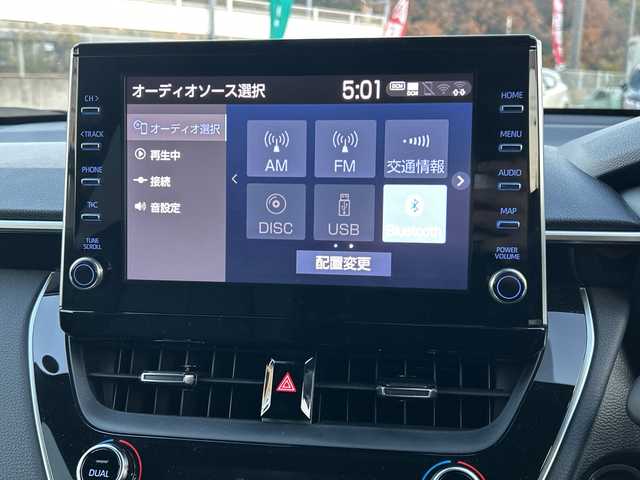 オーディオソース選択 5:01 DCM
オーディオ選択
再生中
接続
音設定
AM FM 交通情報
DISC USB Bluetooth
配置変更
CH>
<TRACK
PHONE
TUNE
SCROLL
HOME
MENU
AUDIO
MAP
POWER
VOLUME
DUAL